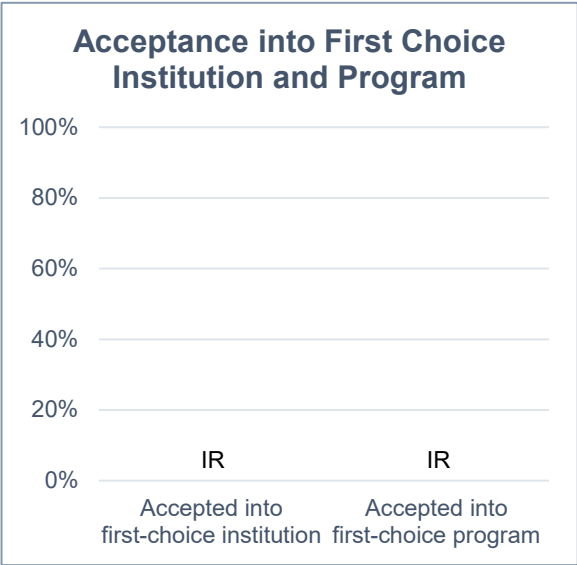 Acceptance into First Choice
Institution and Program
100%
80%
60%
40%
20%
0%
IR
IR
Accepted into
first-choice institution
Accepted into
first-choice program